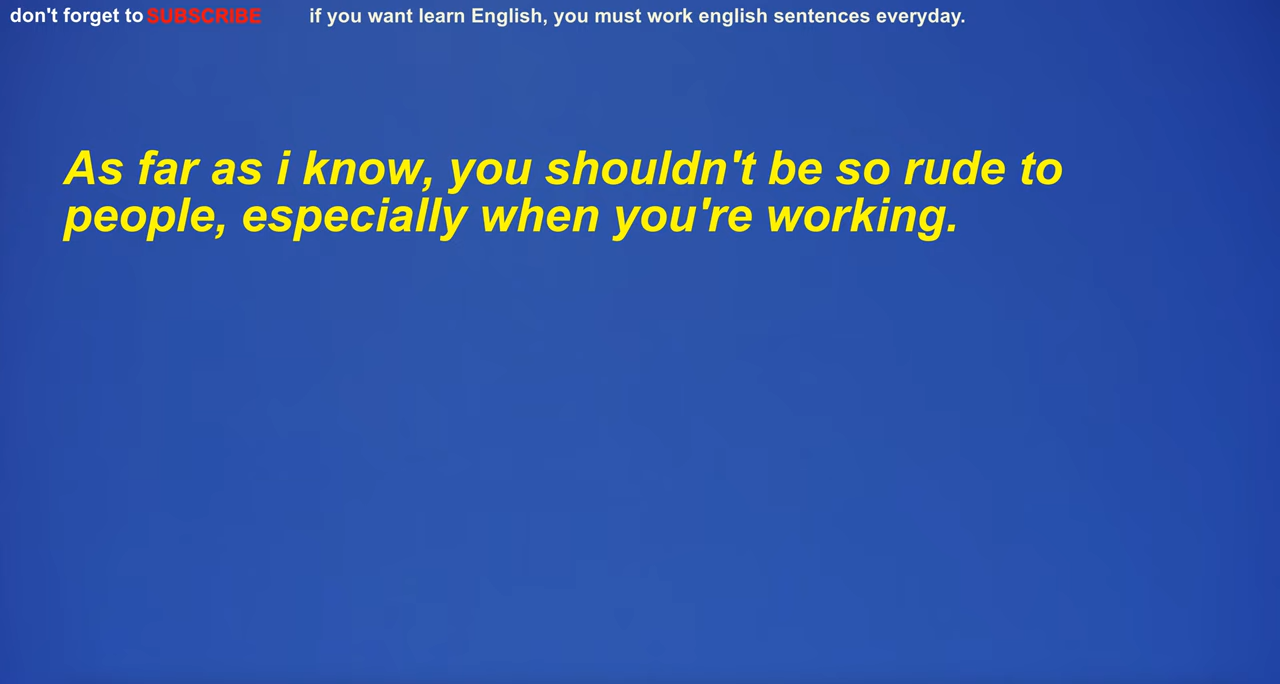 don't forget to SUBSCRIBE if you want learn English, you must work english sentences everyday.
As far as i know, you shouldn't be so rude to
people, especially when you're working.